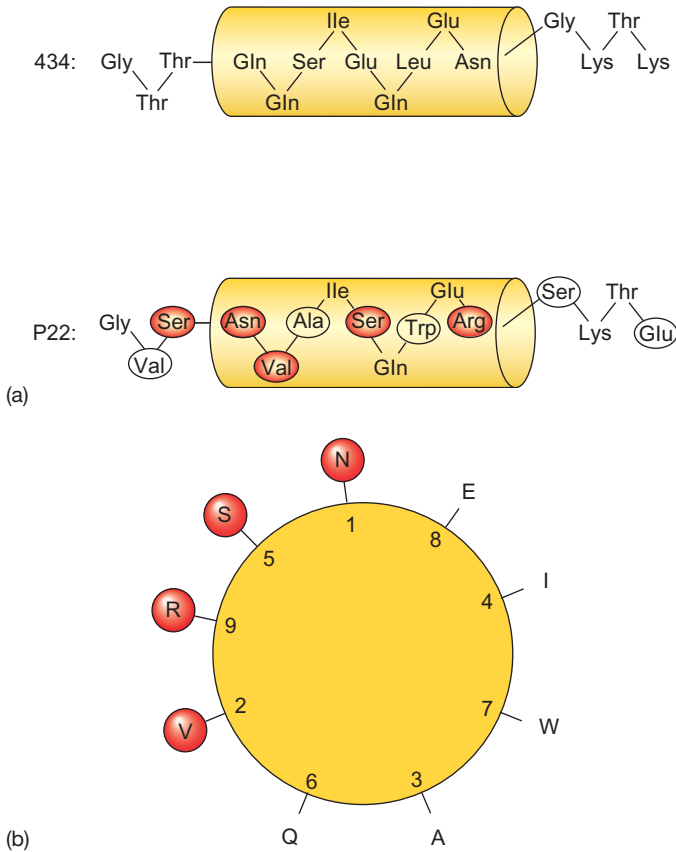 Ile Glu Gly Thr
434: Gly Thr Gln Ser Glu Leu Asn Lys Lys
Thr Gln Gln
Ile Glu Ser Thr
P22: Gly Ser Asn Ala Ser Trp Arg Lys Glu
Val Val Gln
(a)
N
E
S
1
8
5
I
4
R
9
2
7
V
W
6
3
Q
A
(b)